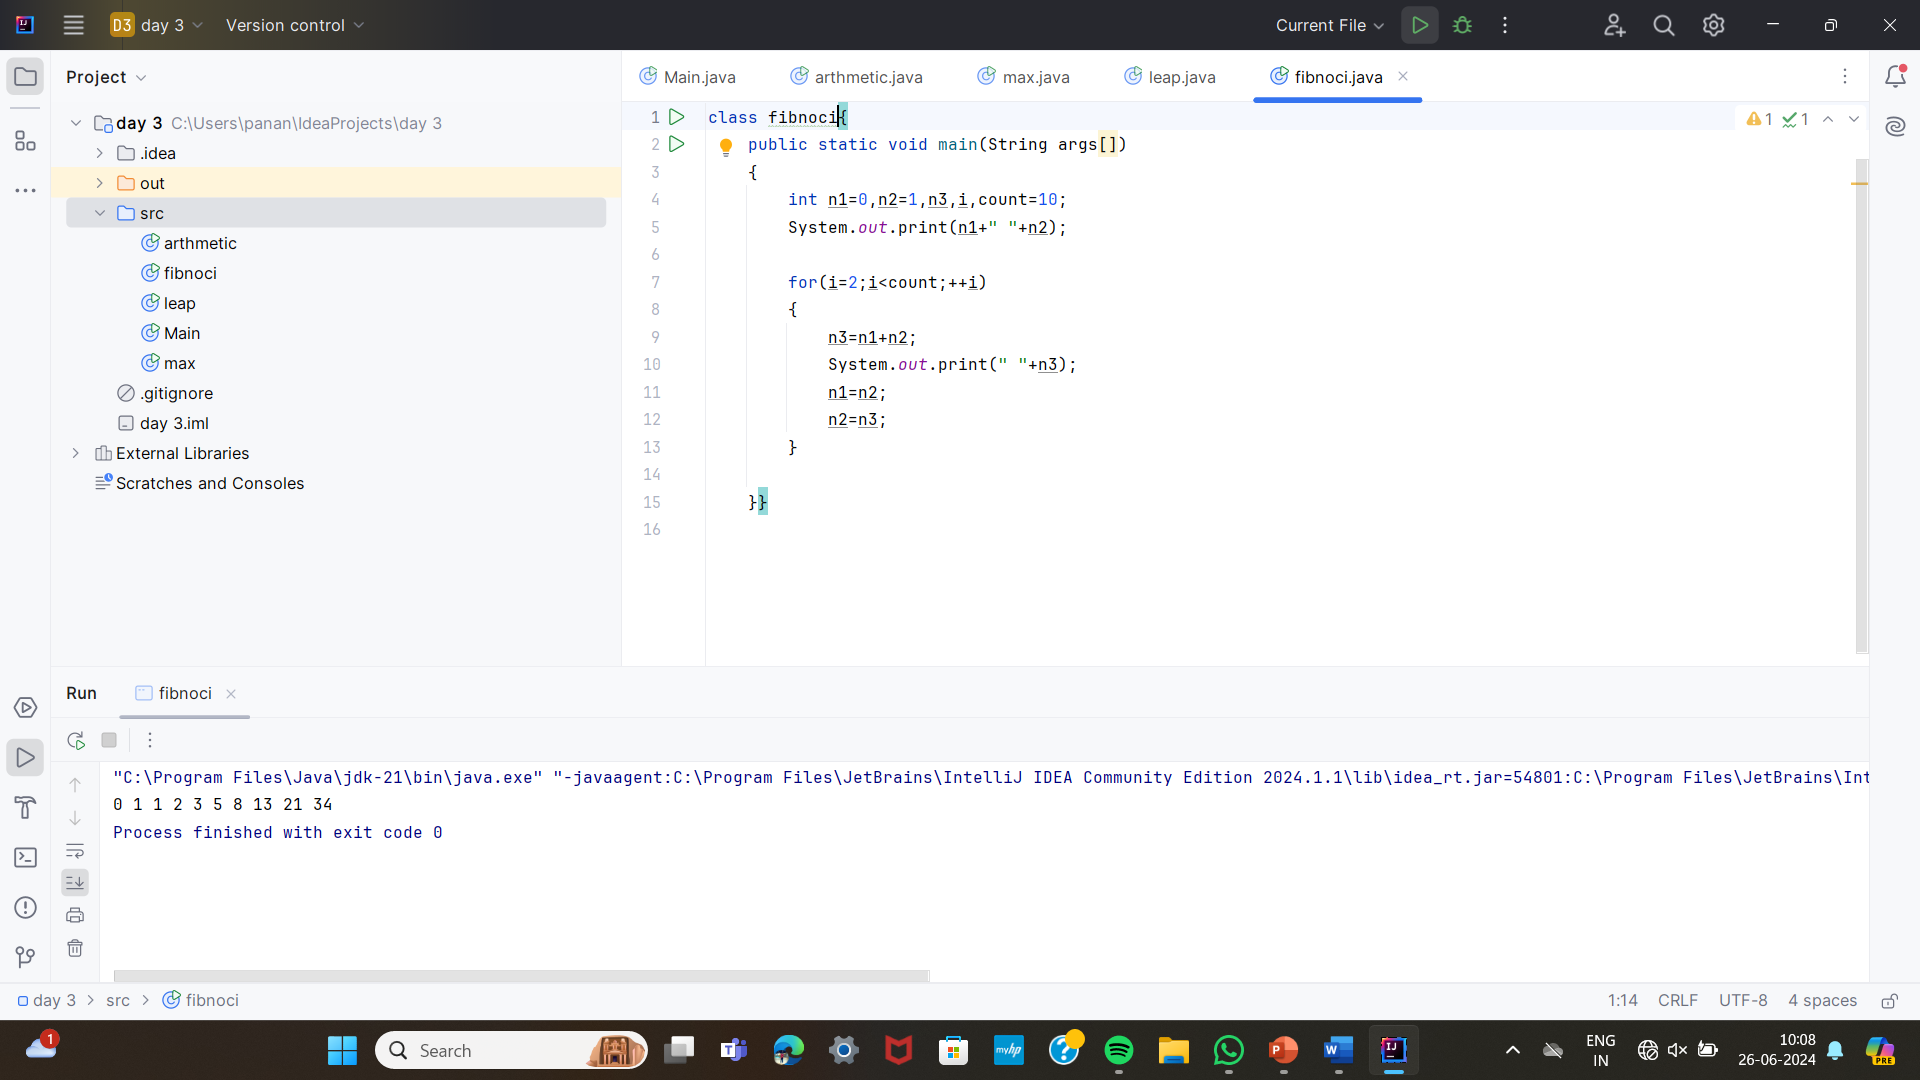 D3 day 3 Version control Current File
Project
Main.java arthmetic.java max.java leap.java fibnoci.java
day 3 C:\Users\panan\IdeaProjects\day 3
.idea
out
src
arthmetic
fibnoci
leap
Main
max
.gitignore
day 3.iml
External Libraries
Scratches and Consoles
1 class fibnoci{ 1 1
2 public static void main(String args[])
3 {
4 int n1=0,n2=1,n3,i,count=10;
5 System.out.print(n1+" "+n2);
6
7 for(i=2;i<count;++i)
8 {
9 n3=n1+n2;
10 System.out.print(" "+n3);
11 n1=n2;
12 n2=n3;
13 }
14
15 }}
16
Run fibnoci
"C:\Program Files\Java\jdk-21\bin\java.exe" "-javaagent:C:\Program Files\JetBrains\IntelliJ IDEA Community Edition 2024.1.1\lib\idea_rt.jar=54801:C:\Program Files\JetBrains\Int
0 1 1 2 3 5 8 13 21 34
Process finished with exit code 0
day 3 > src > fibnoci 1:14 CRLF UTF-8 4 spaces
1 Search myhp ENG
IN 10:08
26-06-2024 PRE